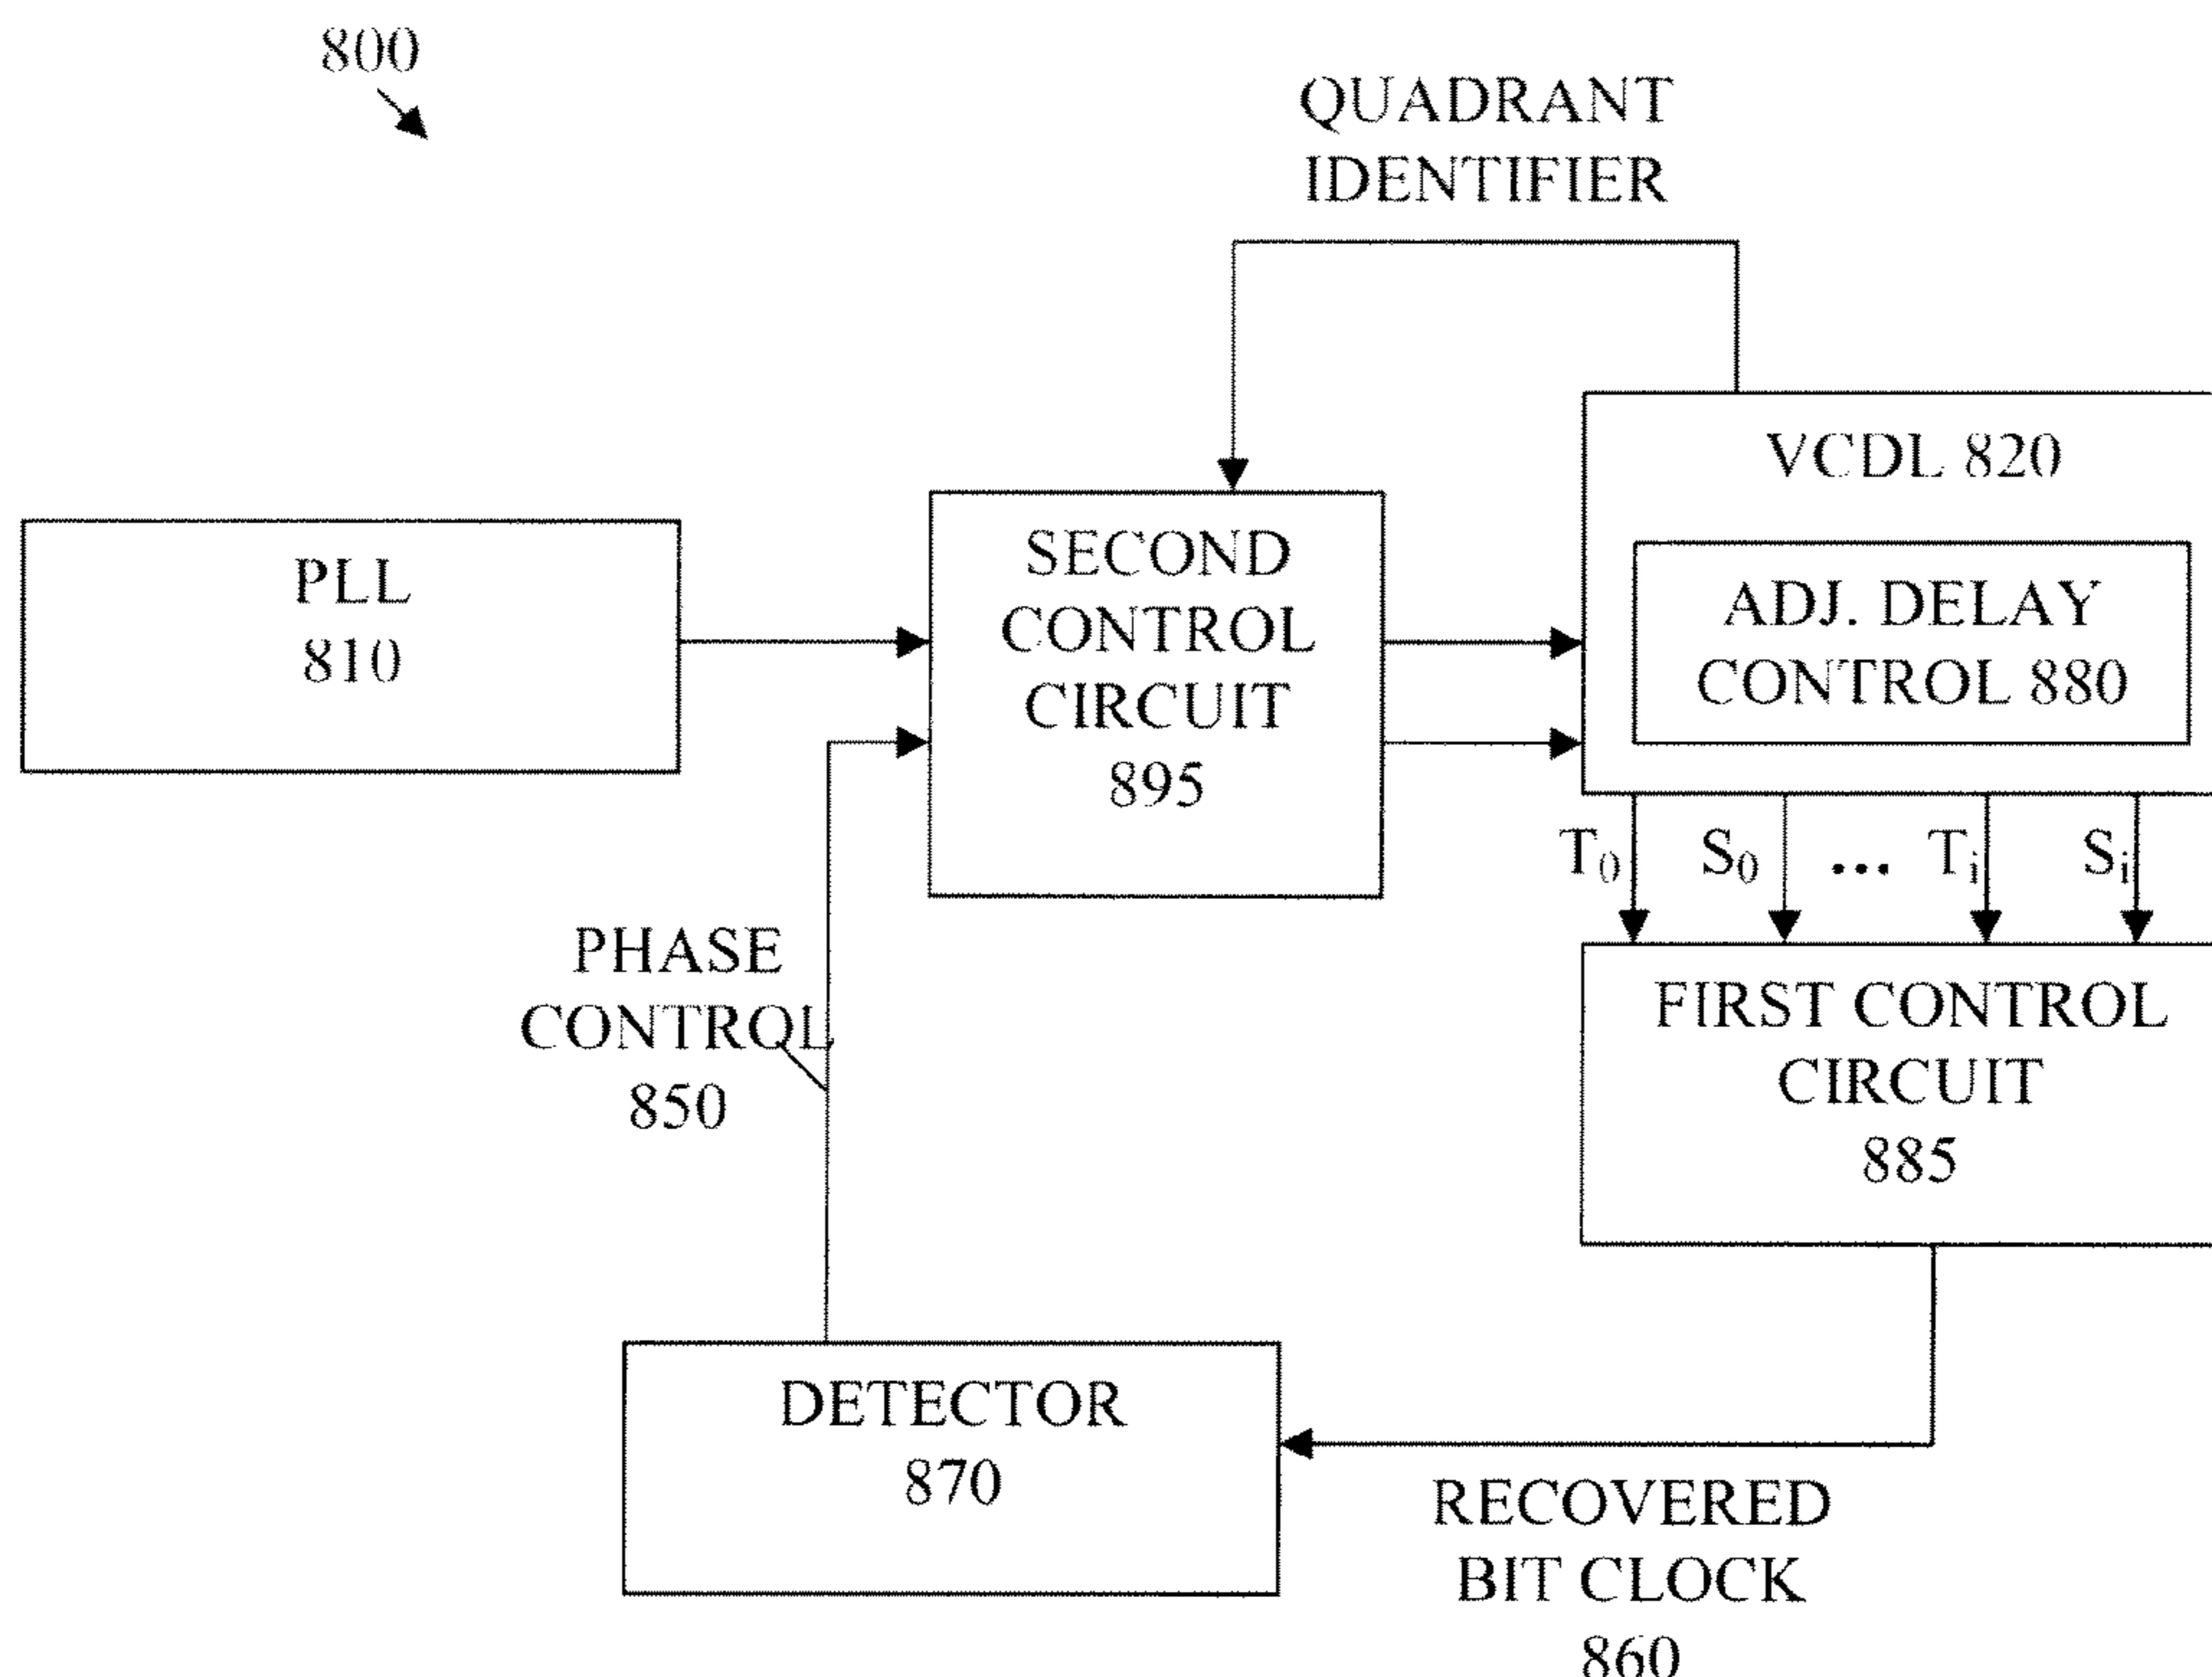 800
QUADRANT
IDENTIFIER
PLL
810
SECOND
CONTROL
CIRCUIT
895
VCDL 820
ADJ. DELAY
CONTROL 880
T₀ S₀ ... Tᵢ Sᵢ
PHASE
CONTROL
850
FIRST CONTROL
CIRCUIT
885
DETECTOR
870
RECOVERED
BIT CLOCK
860